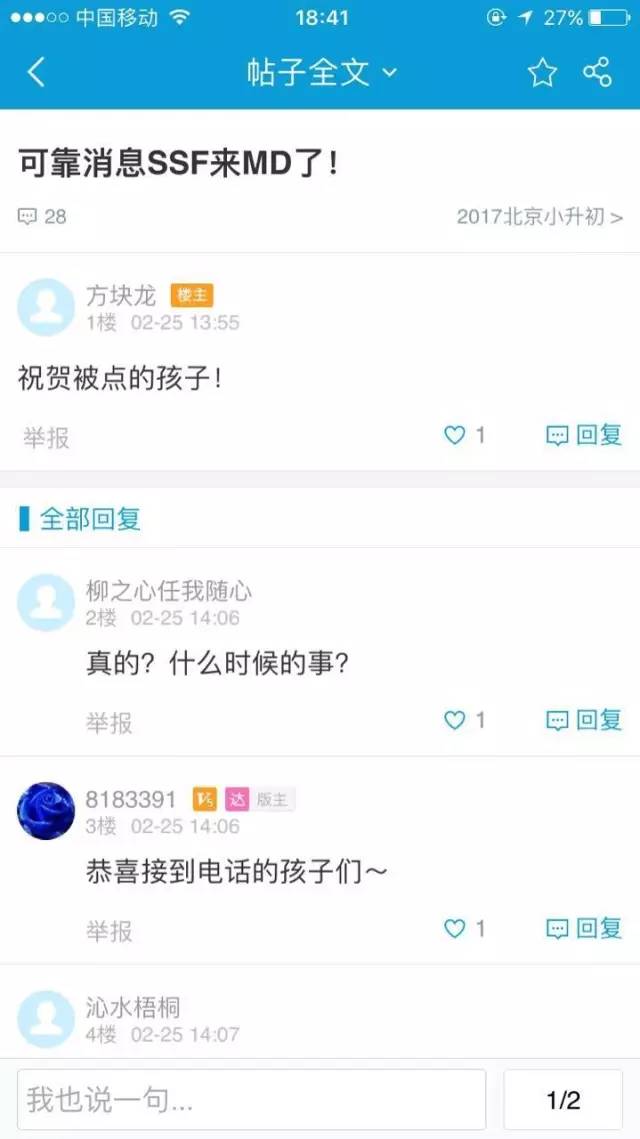 中国移动 18:41 27%
帖子全文
可靠消息SSF来MD了！
28 2017北京小升初 >
方块龙 楼主
1楼 02-25 13:55
祝贺被点的孩子！
举报 1 回复
全部回复
柳之心任我随心
2楼 02-25 14:06
真的？什么时候的事？
举报 1 回复
8183391 V5 达 版主
3楼 02-25 14:06
恭喜接到电话的孩子们～
举报 1 回复
沁水梧桐
4楼 02-25 14:07
我也说一句... 1/2